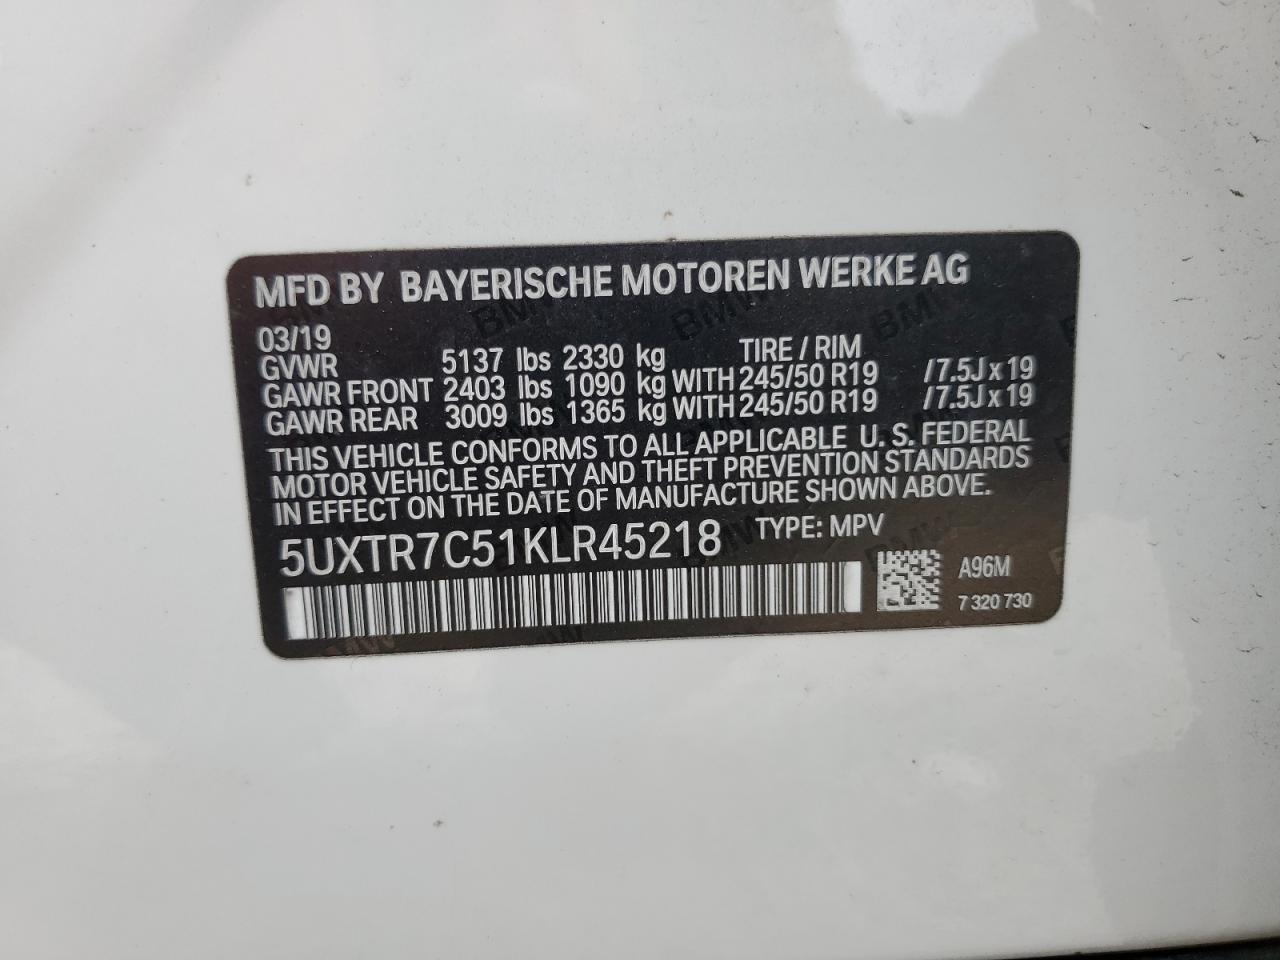 MFD BY BAYERISCHE MOTOREN WERKE AG
03/19
GVWR 5137 lbs 2330 kg TIRE / RIM
GAWR FRONT 2403 lbs 1090 kg WITH 245/50 R19 /7.5J x 19
GAWR REAR 3009 lbs 1365 kg WITH 245/50 R19 /7.5J x 19
THIS VEHICLE CONFORMS TO ALL APPLICABLE U. S. FEDERAL
MOTOR VEHICLE SAFETY AND THEFT PREVENTION STANDARDS
IN EFFECT ON THE DATE OF MANUFACTURE SHOWN ABOVE.
5UXTR7C51KLR45218 TYPE: MPV
A96M
7 320 730